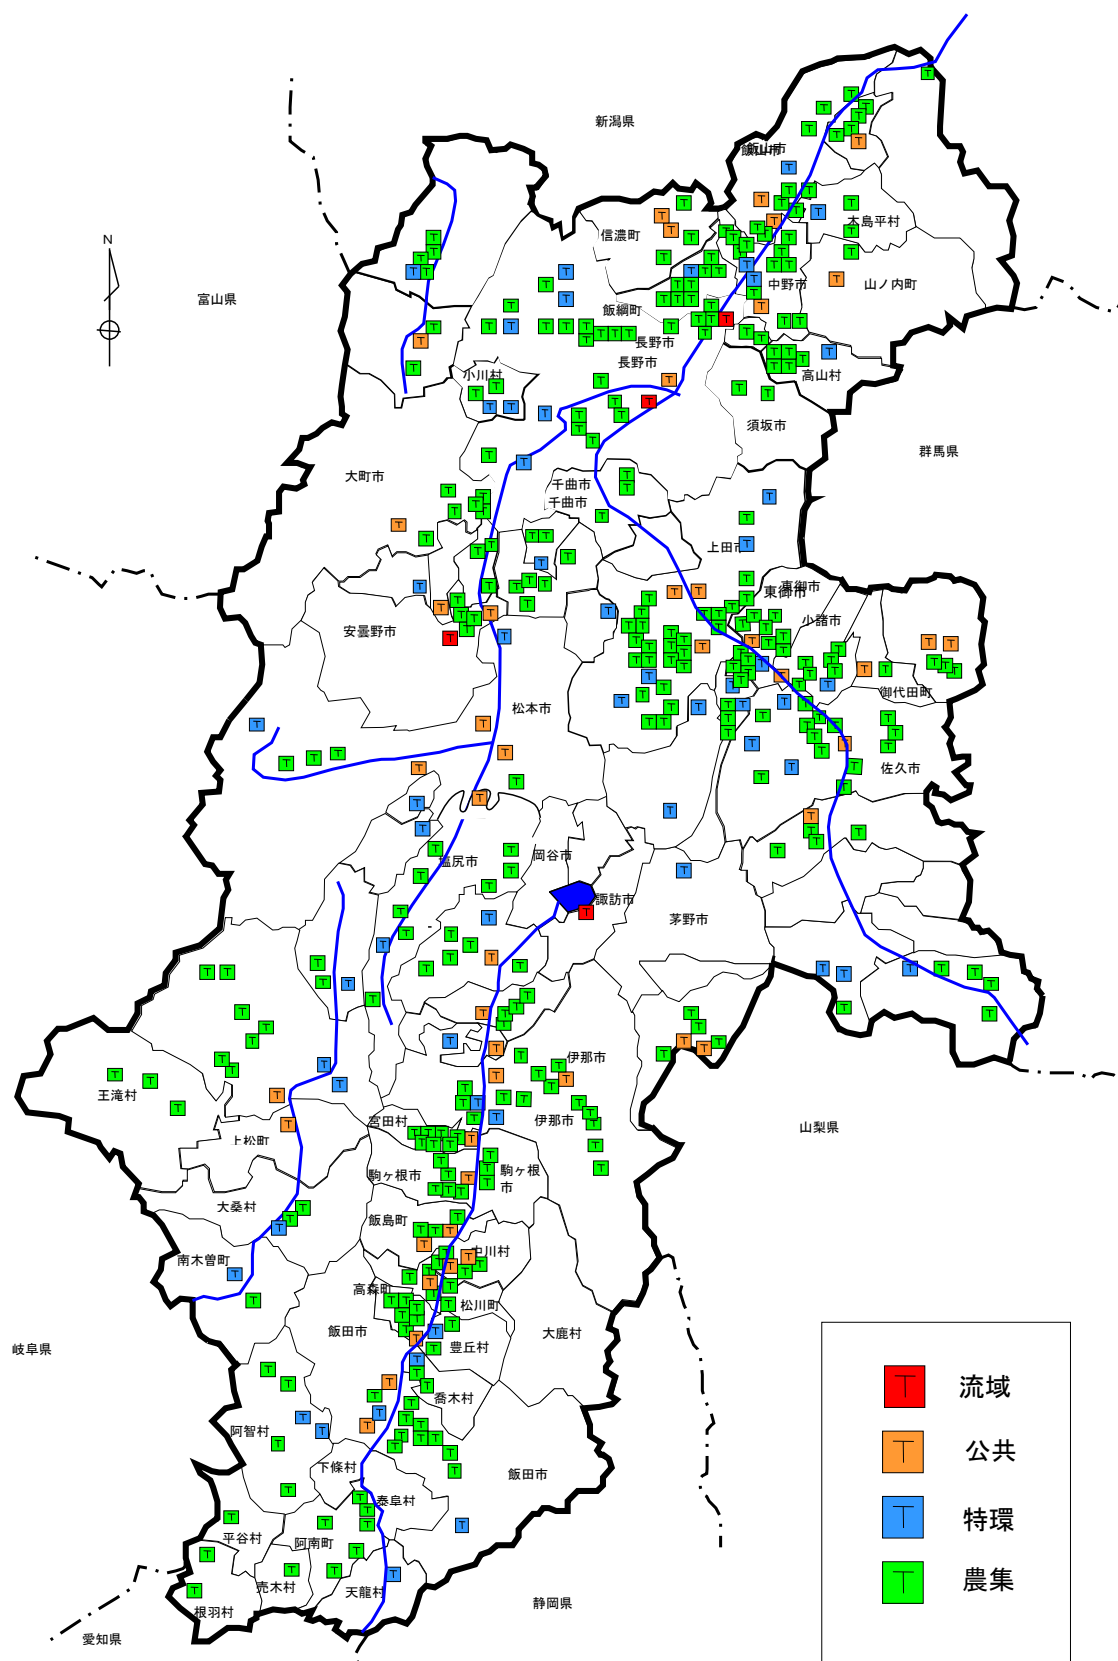 新潟県
飯山市
飯山市
木島平村
信濃町
N
富山県
中野市
山ノ内町
飯綱町
長野市
長野市
小川村
高山村
須坂市
群馬県
大町市
千曲市
千曲市
上田市
東御市
東御市
小諸市
安曇野市
御代田町
松本市
佐久市
塩尻市
岡谷市
諏訪市
茅野市
伊那市
王滝村
宮田村
伊那市
上松町
山梨県
駒ヶ根市
駒ヶ根
市
大桑村
飯島町
中川村
南木曽町
高森町
松川町
飯田市
大鹿村
豊丘村
岐阜県
喬木村
阿智村
下條村
飯田市
泰阜村
平谷村
阿南町
売木村
天龍村
根羽村
静岡県
愛知県
T 流域
T 公共
T 特環
T 農集